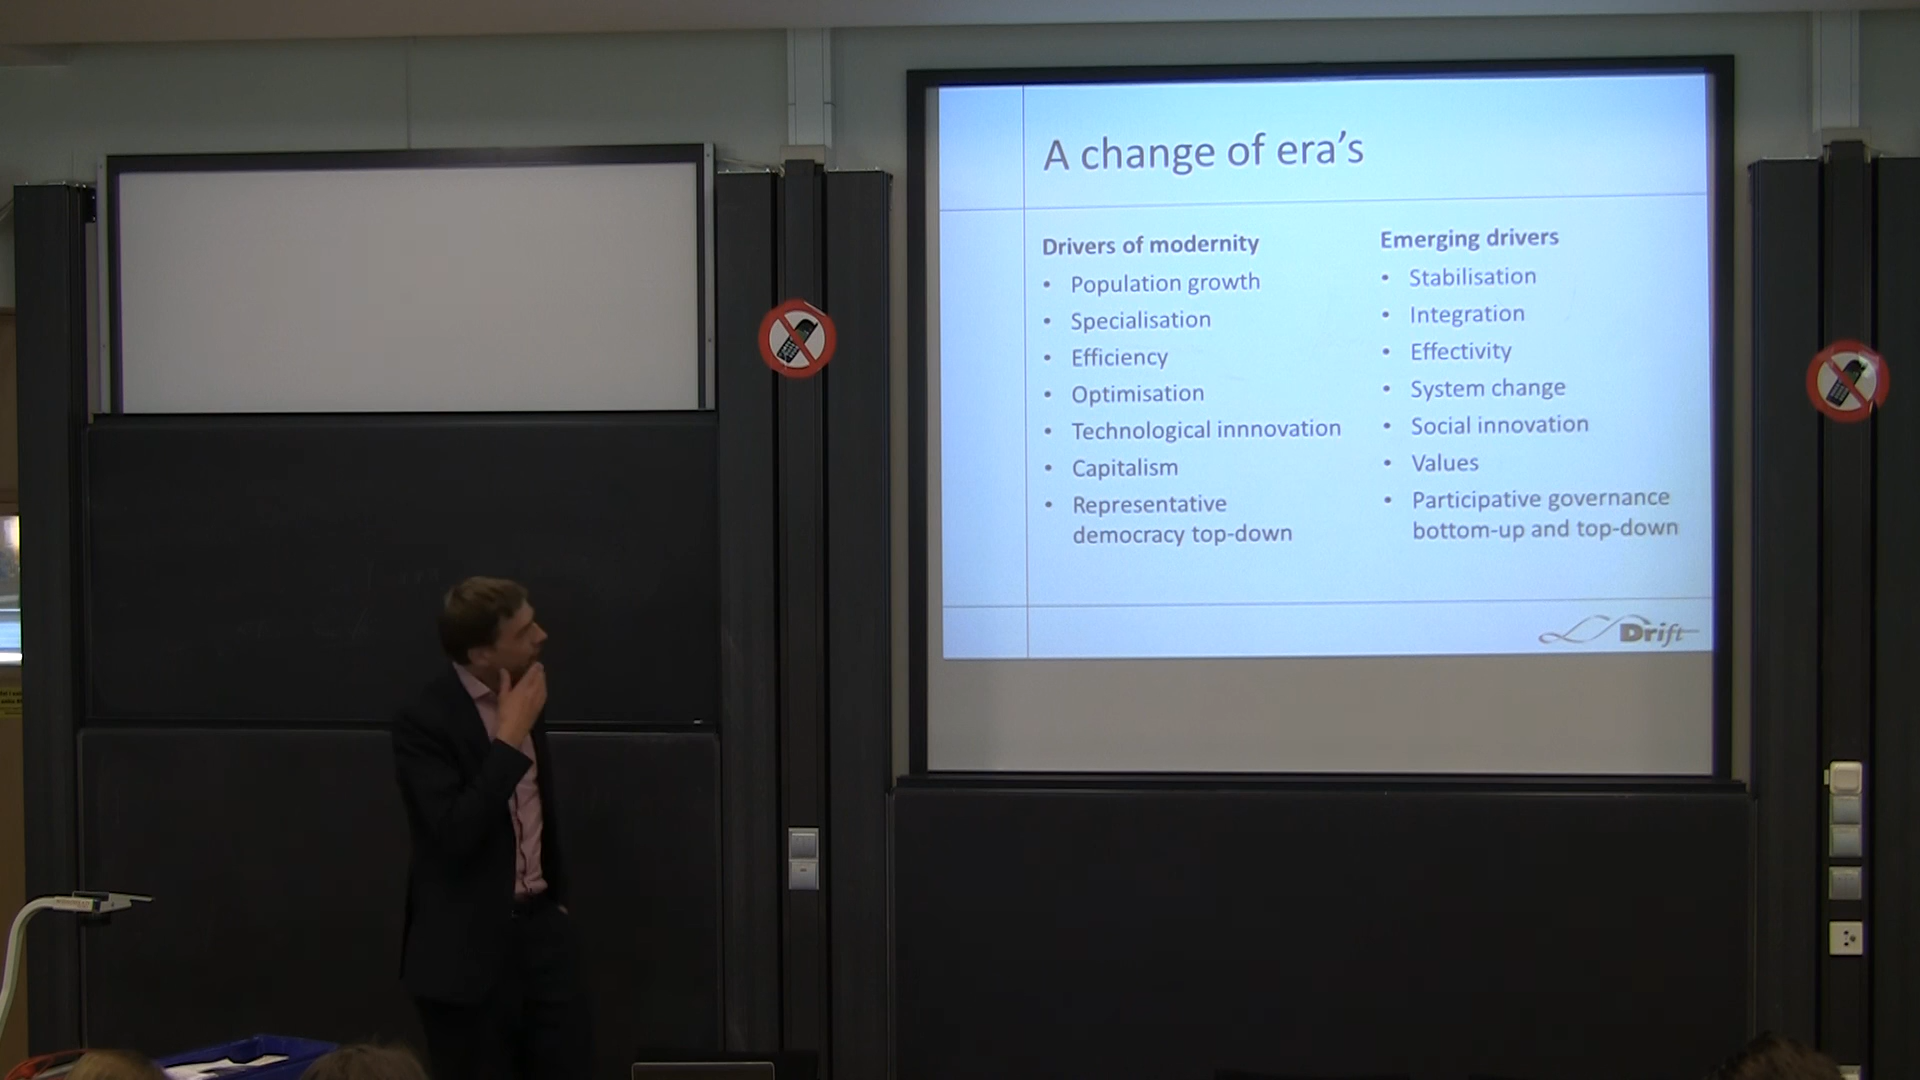 A change of era's
Drivers of modernity
• Population growth
• Specialisation
• Efficiency
• Optimisation
• Technological innnovation
• Capitalism
• Representative
democracy top-down
Emerging drivers
• Stabilisation
• Integration
• Effectivity
• System change
• Social innovation
• Values
• Participative governance
bottom-up and top-down
Drift